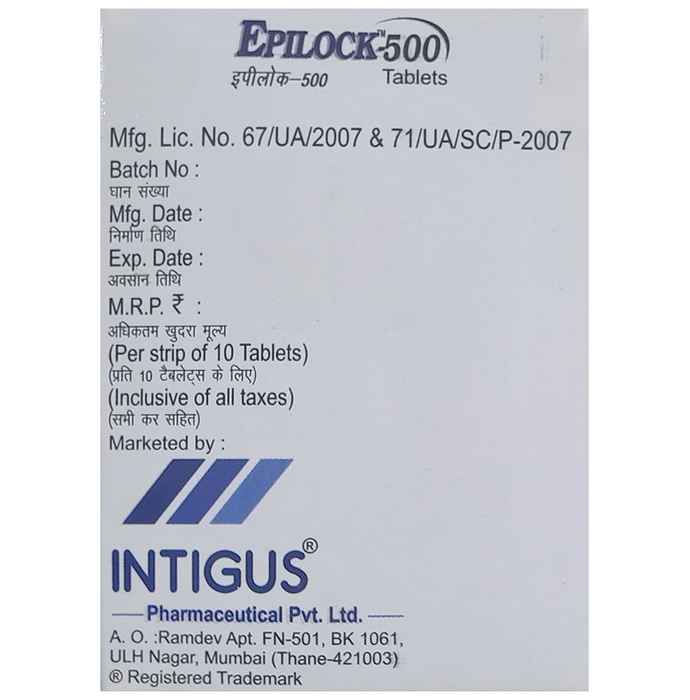 EPILOCK™-500
इपीलोक–500 Tablets
Mfg. Lic. No. 67/UA/2007 & 71/UA/SC/P-2007
Batch No :
घान संख्या
Mfg. Date :
निर्माण तिथि
Exp. Date :
अवसान तिथि
M.R.P. ₹ :
अधिकतम खुदरा मूल्य
(Per strip of 10 Tablets)
(प्रति 10 टैबलेट्स के लिए)
(Inclusive of all taxes)
(सभी कर सहित)
Marketed by :
INTIGUS®
Pharmaceutical Pvt. Ltd.
A. O. :Ramdev Apt. FN-501, BK 1061,
ULH Nagar, Mumbai (Thane-421003)
® Registered Trademark